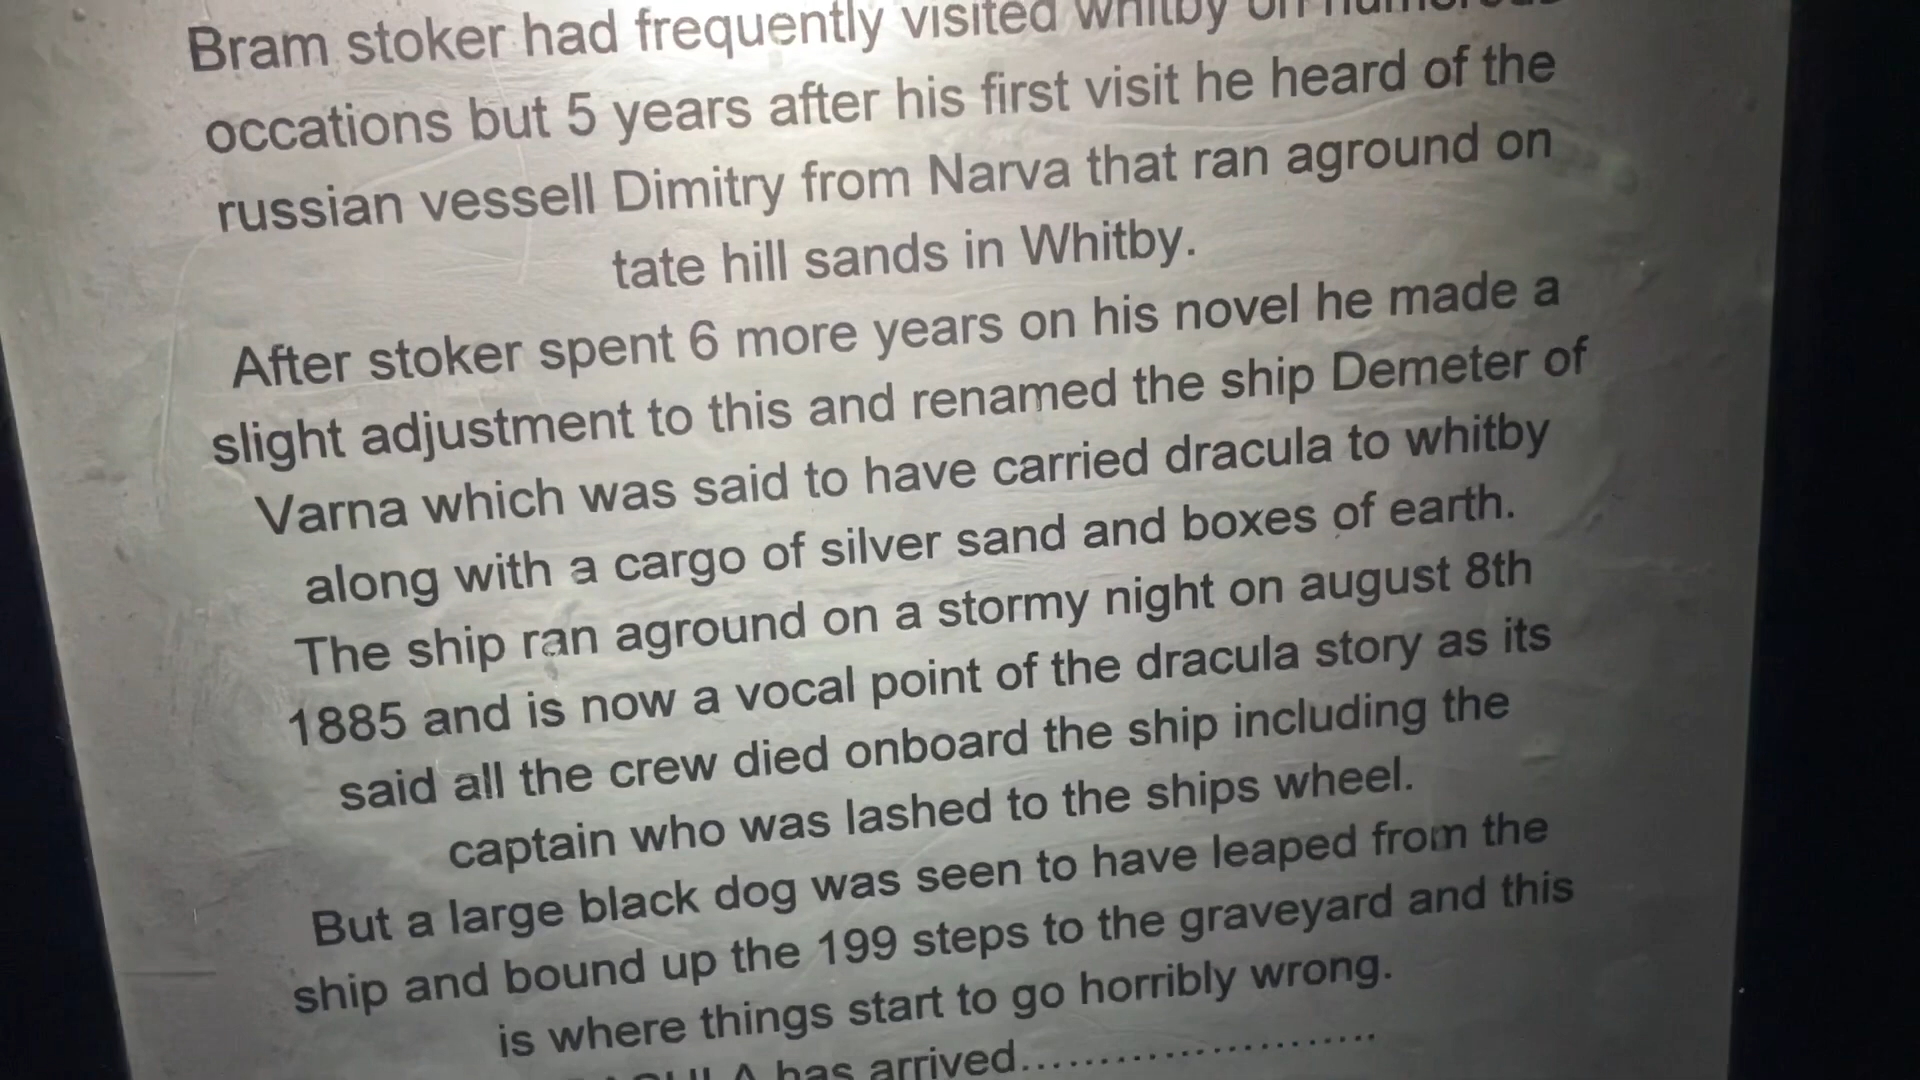 Bram stoker had frequently visited whitby on numerous
occations but 5 years after his first visit he heard of the
russian vessell Dimitry from Narva that ran aground on
tate hill sands in Whitby.
After stoker spent 6 more years on his novel he made a
slight adjustment to this and renamed the ship Demeter of
Varna which was said to have carried dracula to whitby
along with a cargo of silver sand and boxes of earth.
The ship ran aground on a stormy night on august 8th
1885 and is now a vocal point of the dracula story as its
said all the crew died onboard the ship including the
captain who was lashed to the ships wheel.
But a large black dog was seen to have leaped from the
ship and bound up the 199 steps to the graveyard and this
is where things start to go horribly wrong.
has arrived........................